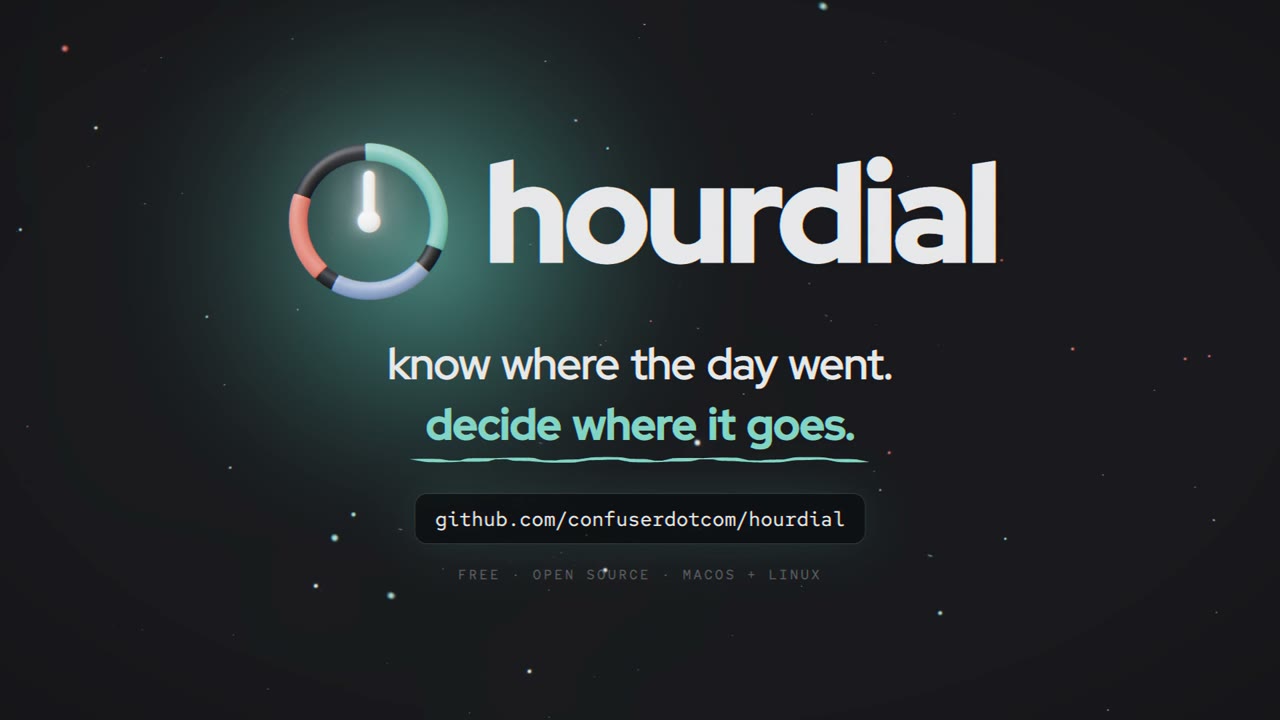 hourdial
know where the day went.
decide where it goes.
github.com/confuserdotcom/hourdial
FREE · OPEN SOURCE · MACOS + LINUX